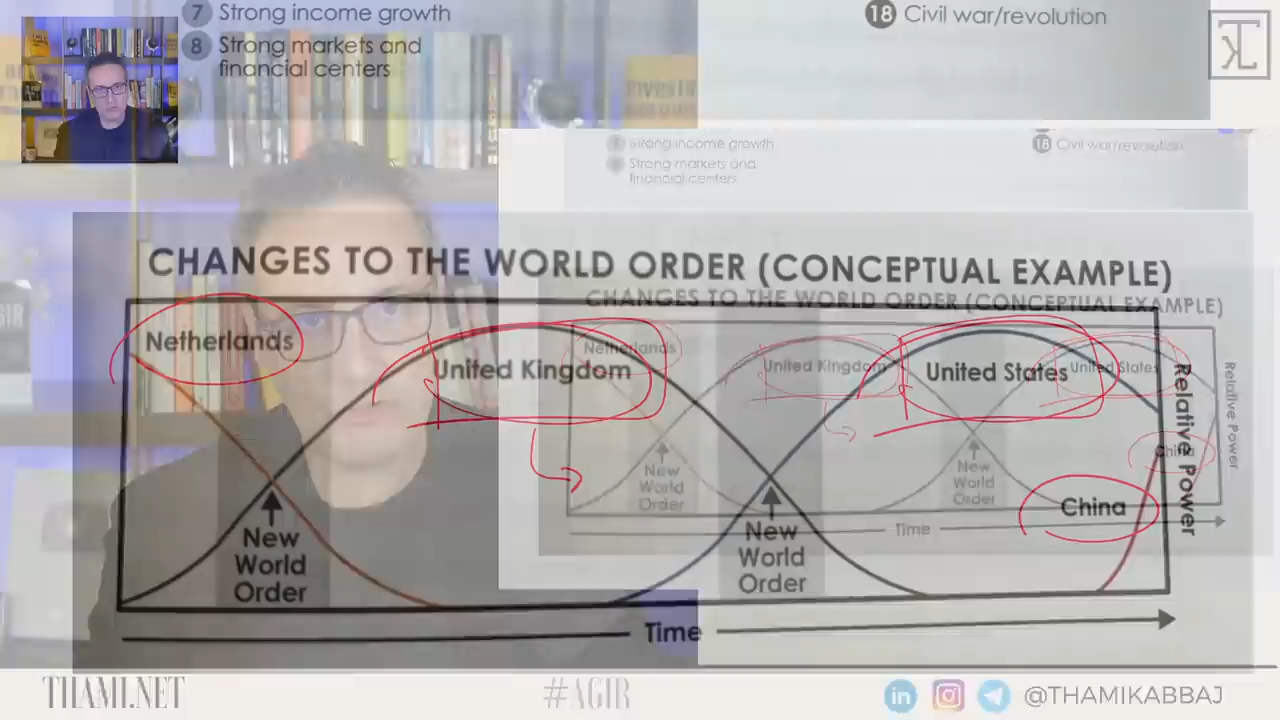 7 Strong income growth
8 Strong markets and
financial centers
18 Civil war/revolution
Strong income growth
Strong markets and
financial centers
18 Civil war/revolution
CHANGES TO THE WORLD ORDER (CONCEPTUAL EXAMPLE)
CHANGES TO THE WORLD ORDER (CONCEPTUAL EXAMPLE)
Netherlands
United Kingdom
United States
China
Relative Power
New
World
Order
New
World
Order
Time
Netherlands
United Kingdom
United States
China
Relative Power
New
World
Order
New
World
Order
Time
THAMI.NET
#AGIR
in
@THAMIKABBAJ